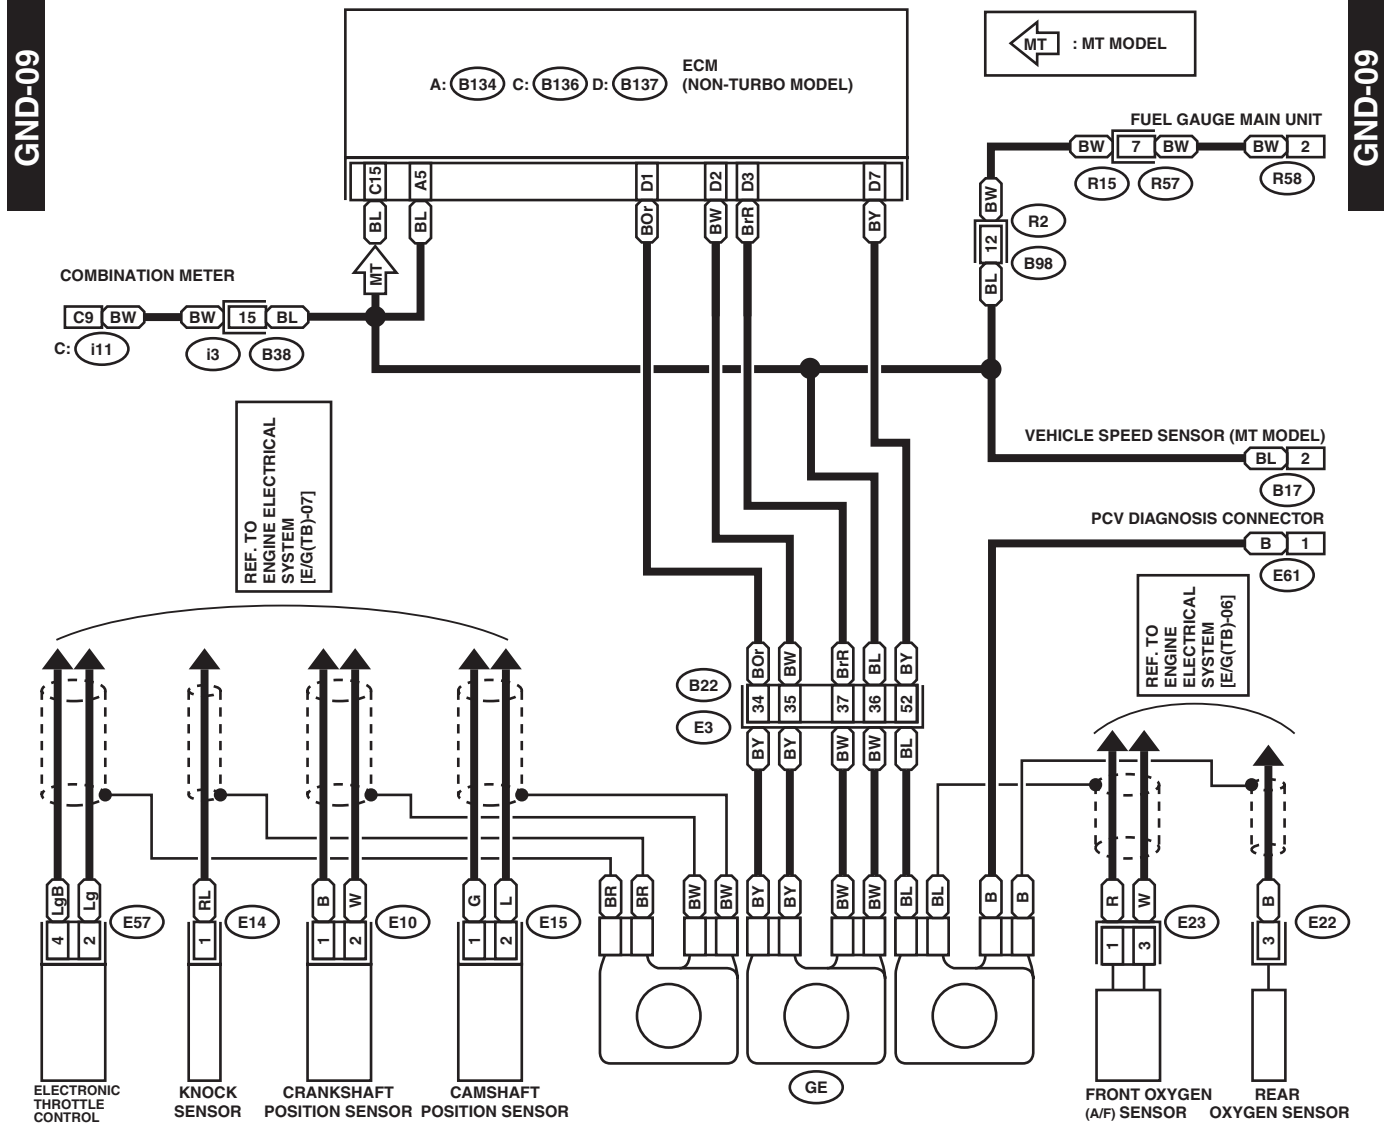 GND-09
GND-09
A: B134 C: B136 D: B137
ECM
(NON-TURBO MODEL)
MT : MT MODEL
C15 A5 D1 D2 D3 D7
BL BL BOr BW BrR BY
MT
FUEL GAUGE MAIN UNIT
BW 7 BW BW 2
R15 R57 R58
BW
R2
12
B98
BL
COMBINATION METER
C9 BW BW 15 BL
C: i11 i3 B38
VEHICLE SPEED SENSOR (MT MODEL)
BL 2
B17
PCV DIAGNOSIS CONNECTOR
B 1
E61
REF. TO
ENGINE ELECTRICAL
SYSTEM
[E/G(TB)-07]
REF. TO
ENGINE
ELECTRICAL
SYSTEM
[E/G(TB)-06]
BOr BW BrR BL BY
B22
34 35 37 36 52
E3
BY BY BW BW BL
LgB Lg RL B W G L BR BR BW BW BY BY BW BW BL BL B B R W B
4 2 E57 1 E14 1 2 E10 1 2 E15 1 3 E23 3 E22
GE
ELECTRONIC
THROTTLE
CONTROL
KNOCK
SENSOR
CRANKSHAFT
POSITION SENSOR
CAMSHAFT
POSITION SENSOR
FRONT OXYGEN
(A/F) SENSOR
REAR
OXYGEN SENSOR